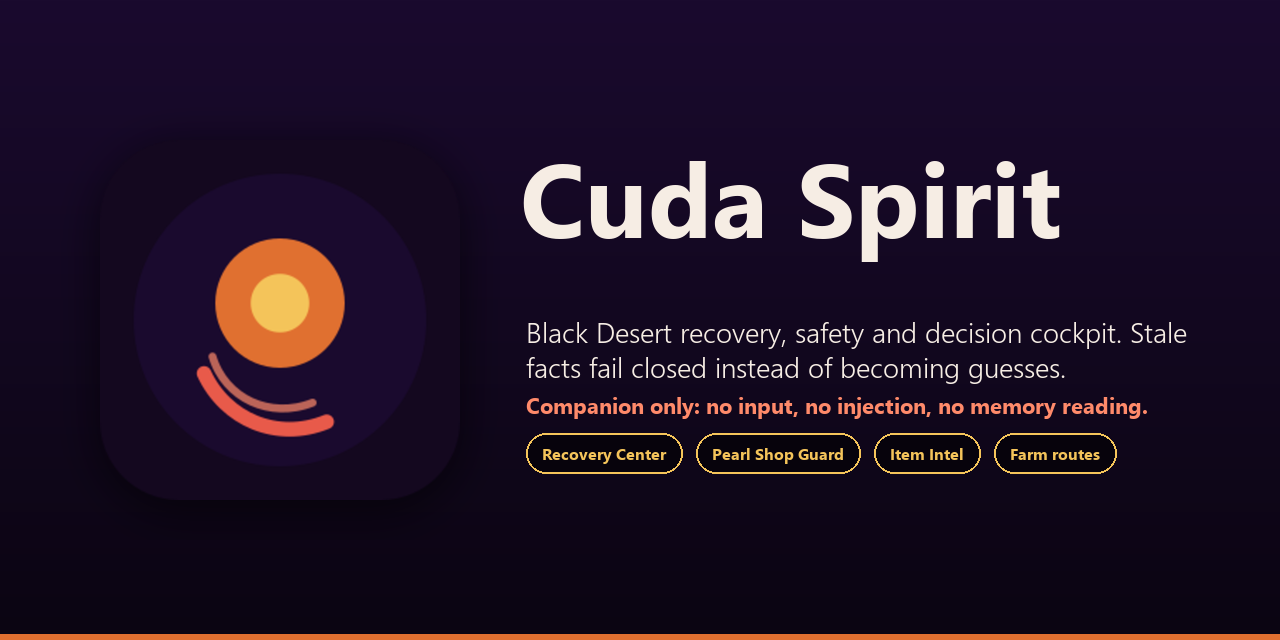 Cuda Spirit
Black Desert recovery, safety and decision cockpit. Stale
facts fail closed instead of becoming guesses.
Companion only: no input, no injection, no memory reading.
Recovery Center
Pearl Shop Guard
Item Intel
Farm routes